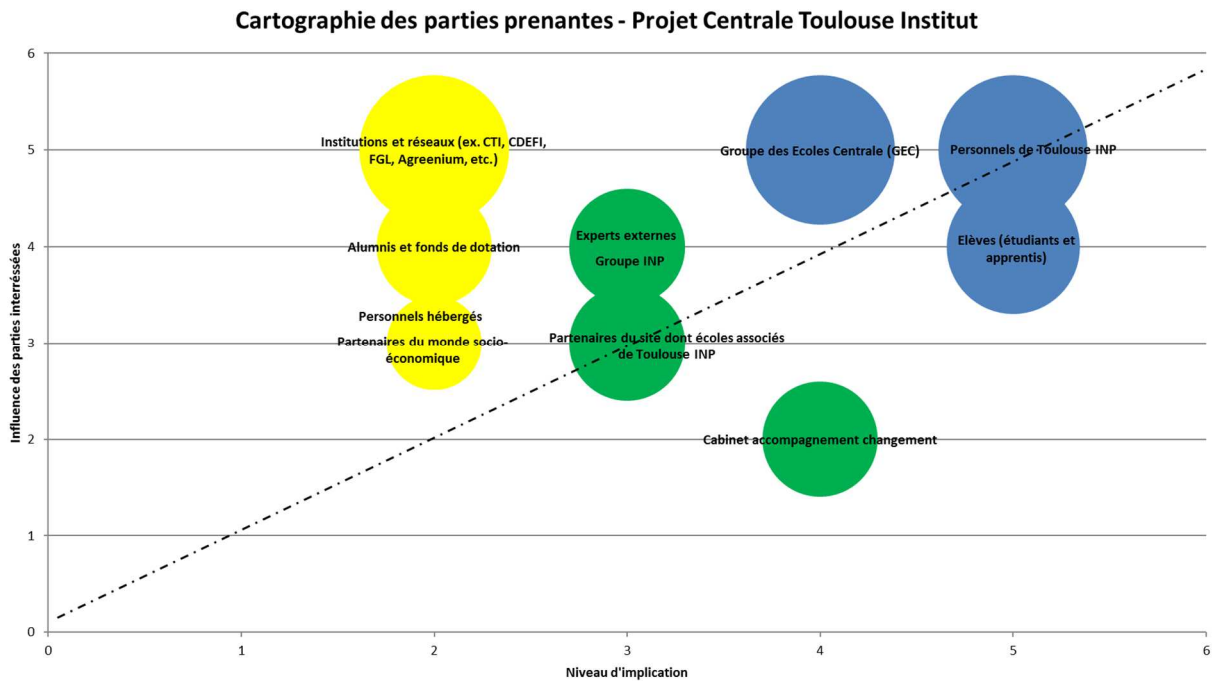 Cartographie des parties prenantes - Projet Centrale Toulouse Institut
Influence des parties interréssées
6
5
4
3
2
1
0
Institutions et réseaux (ex. CTI, CDEFI,
FGL, Agreenium, etc.)
Groupe des Ecoles Centrale (GEC)
Personnels de Toulouse INP
Alumnis et fonds de dotation
Experts externes
Groupe INP
Elèves (étudiants et
apprentis)
Personnels hébergés
Partenaires du monde socio-
économique
Partenaires du site dont écoles associés
de Toulouse INP
Cabinet accompagnement changement
0
1
2
3
4
5
6
Niveau d'implication